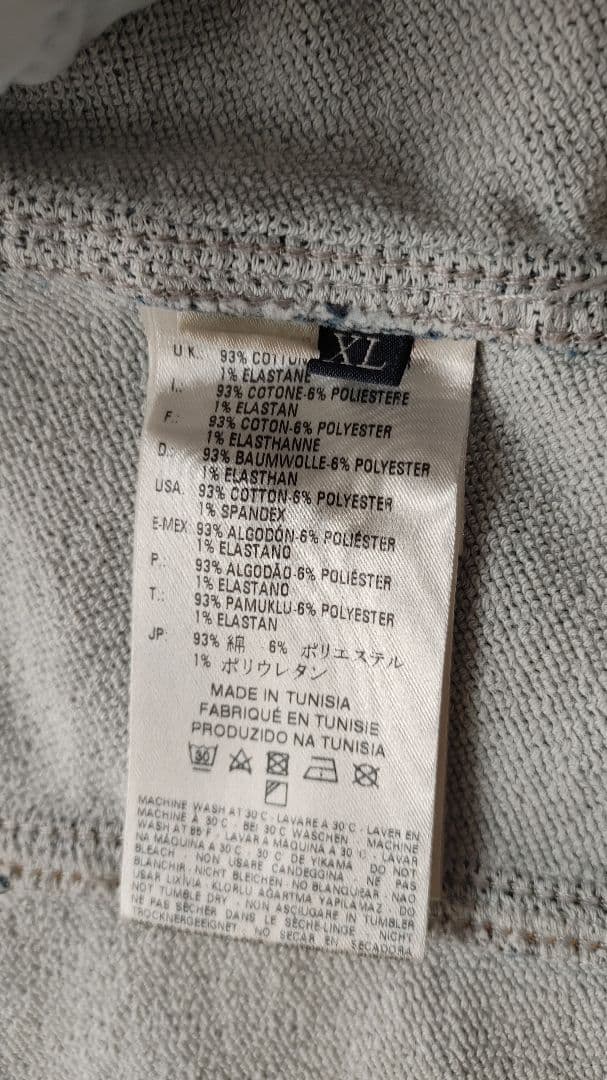 XL
U K.: 93% COTTON
1% ELASTANE
I.: 93% COTONE-6% POLIESTERE
1% ELASTAN
F.: 93% COTON-6% POLYESTER
1% ELASTHANNE
D.: 93% BAUMWOLLE-6% POLYESTER
1% ELASTHAN
USA. 93% COTTON-6% POLYESTER
1% SPANDEX
E-MEX 93% ALGODÓN-6% POLIÉSTER
1% ELASTANO
P.: 93% ALGODÃO-6% POLIÉSTER
1% ELASTANO
T.: 93% PAMUKLU-6% POLYESTER
1% ELASTAN
JP: 93% 綿 6% ポリエステル
1% ポリウレタン
MADE IN TUNISIA
FABRIQUÉ EN TUNISIE
PRODUZIDO NA TUNISIA
30
MACHINE WASH AT 30°C - LAVARE A 30°C - LAVER EN
MACHINE À 30°C - BEI 30°C WASCHEN - MACHINE
WASH AT 85°F - LAVAR A MÁQUINA A 30°C - LAVAR
NA MÁQUINA A 30°C - 30°C DE YIKAMA - DO NOT
BLEACH - NON USARE CANDEGGINA - NE PAS
BLANCHIR - NICHT BLEICHEN - NO BLANQUEAR - NÃO
USAR LIXÍVIA - KLORLU AĞARTMA YAPILAMAZ - DO
NOT TUMBLE DRY - NON ASCIUGARE IN TUMBLER
NE PAS SÉCHER DANS LE SÈCHE-LINGE - NICHT
TROCKNERGEEIGNET - NO SECAR EN SECADORA